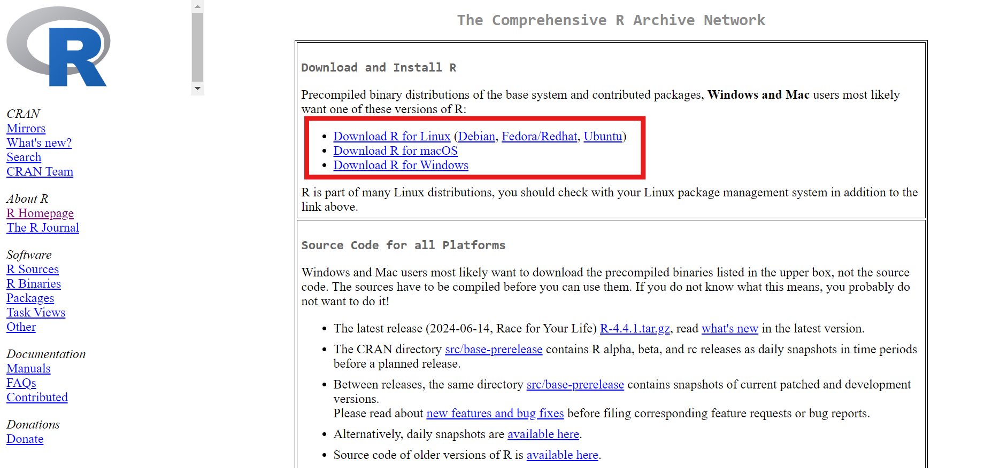 R
CRAN
Mirrors
What's new?
Search
CRAN Team
About R
R Homepage
The R Journal
Software
R Sources
R Binaries
Packages
Task Views
Other
Documentation
Manuals
FAQs
Contributed
Donations
Donate
The Comprehensive R Archive Network
Download and Install R
Precompiled binary distributions of the base system and contributed packages, Windows and Mac users most likely
want one of these versions of R:
• Download R for Linux (Debian, Fedora/Redhat, Ubuntu)
• Download R for macOS
• Download R for Windows
R is part of many Linux distributions, you should check with your Linux package management system in addition to the
link above.
Source Code for all Platforms
Windows and Mac users most likely want to download the precompiled binaries listed in the upper box, not the source
code. The sources have to be compiled before you can use them. If you do not know what this means, you probably do
not want to do it!
• The latest release (2024-06-14, Race for Your Life) R-4.4.1.tar.gz, read what's new in the latest version.
• The CRAN directory src/base-prerelease contains R alpha, beta, and rc releases as daily snapshots in time periods
before a planned release.
• Between releases, the same directory src/base-prerelease contains snapshots of current patched and development
versions.
Please read about new features and bug fixes before filing corresponding feature requests or bug reports.
• Alternatively, daily snapshots are available here.
• Source code of older versions of R is available here.